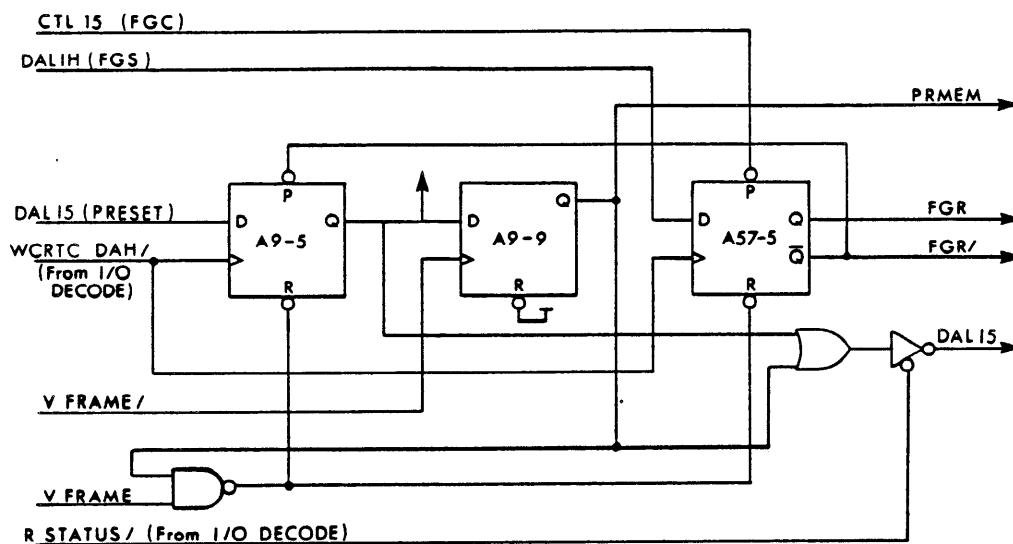 CTL 15 (FGC)
DAL1H (FGS)
PRMEM
P
P
DAL 15 (PRESET)
D
Q
A9-5
D
Q
A9-9
D
Q
A57-5
Q
FGR
FGR/
WCRTC DAH/
(From I/O
DECODE)
R
R
R
DAL 15
V FRAME/
V FRAME
R STATUS/ (From I/O DECODE)